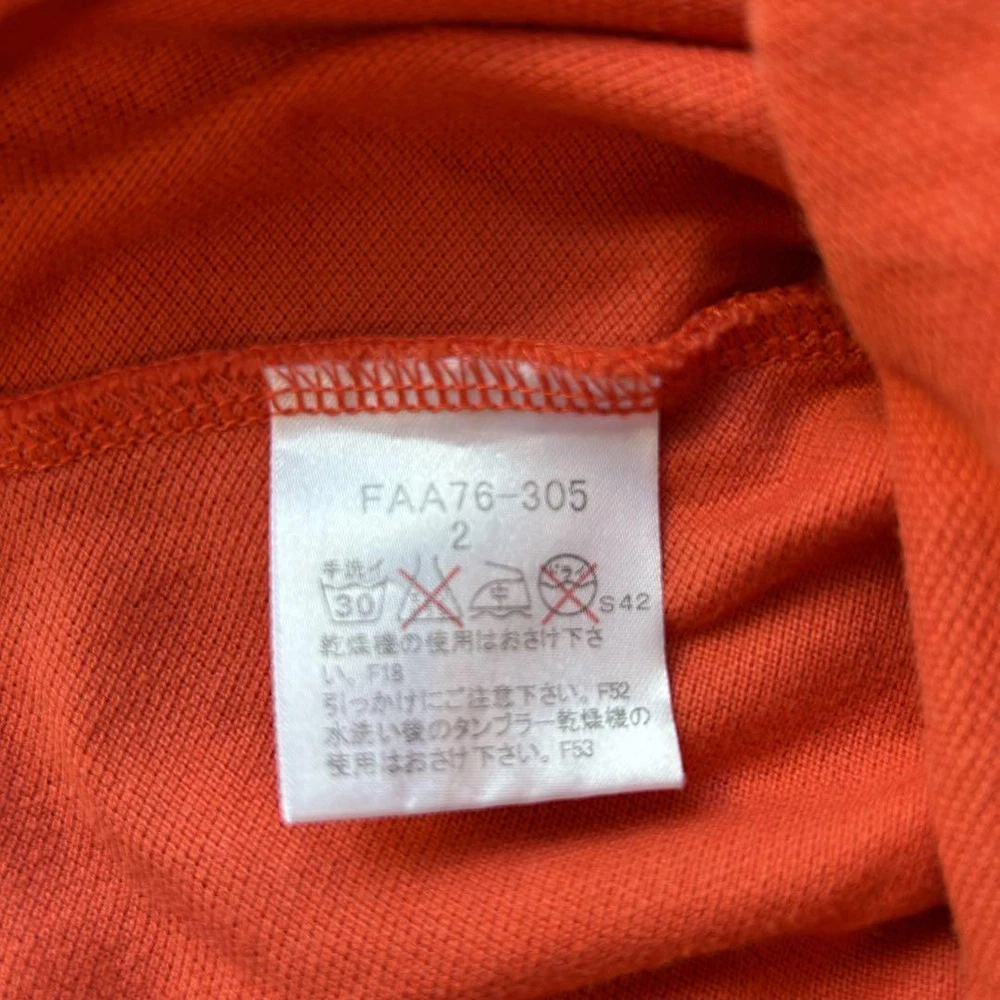 FAA76-305
2
手洗イ
30 中 ドライ S42
乾燥機の使用はおさけ下さ
い。F18
引っかけにご注意下さい。F52
水洗い後のタンブラー乾燥機の
使用はおさけ下さい。F53